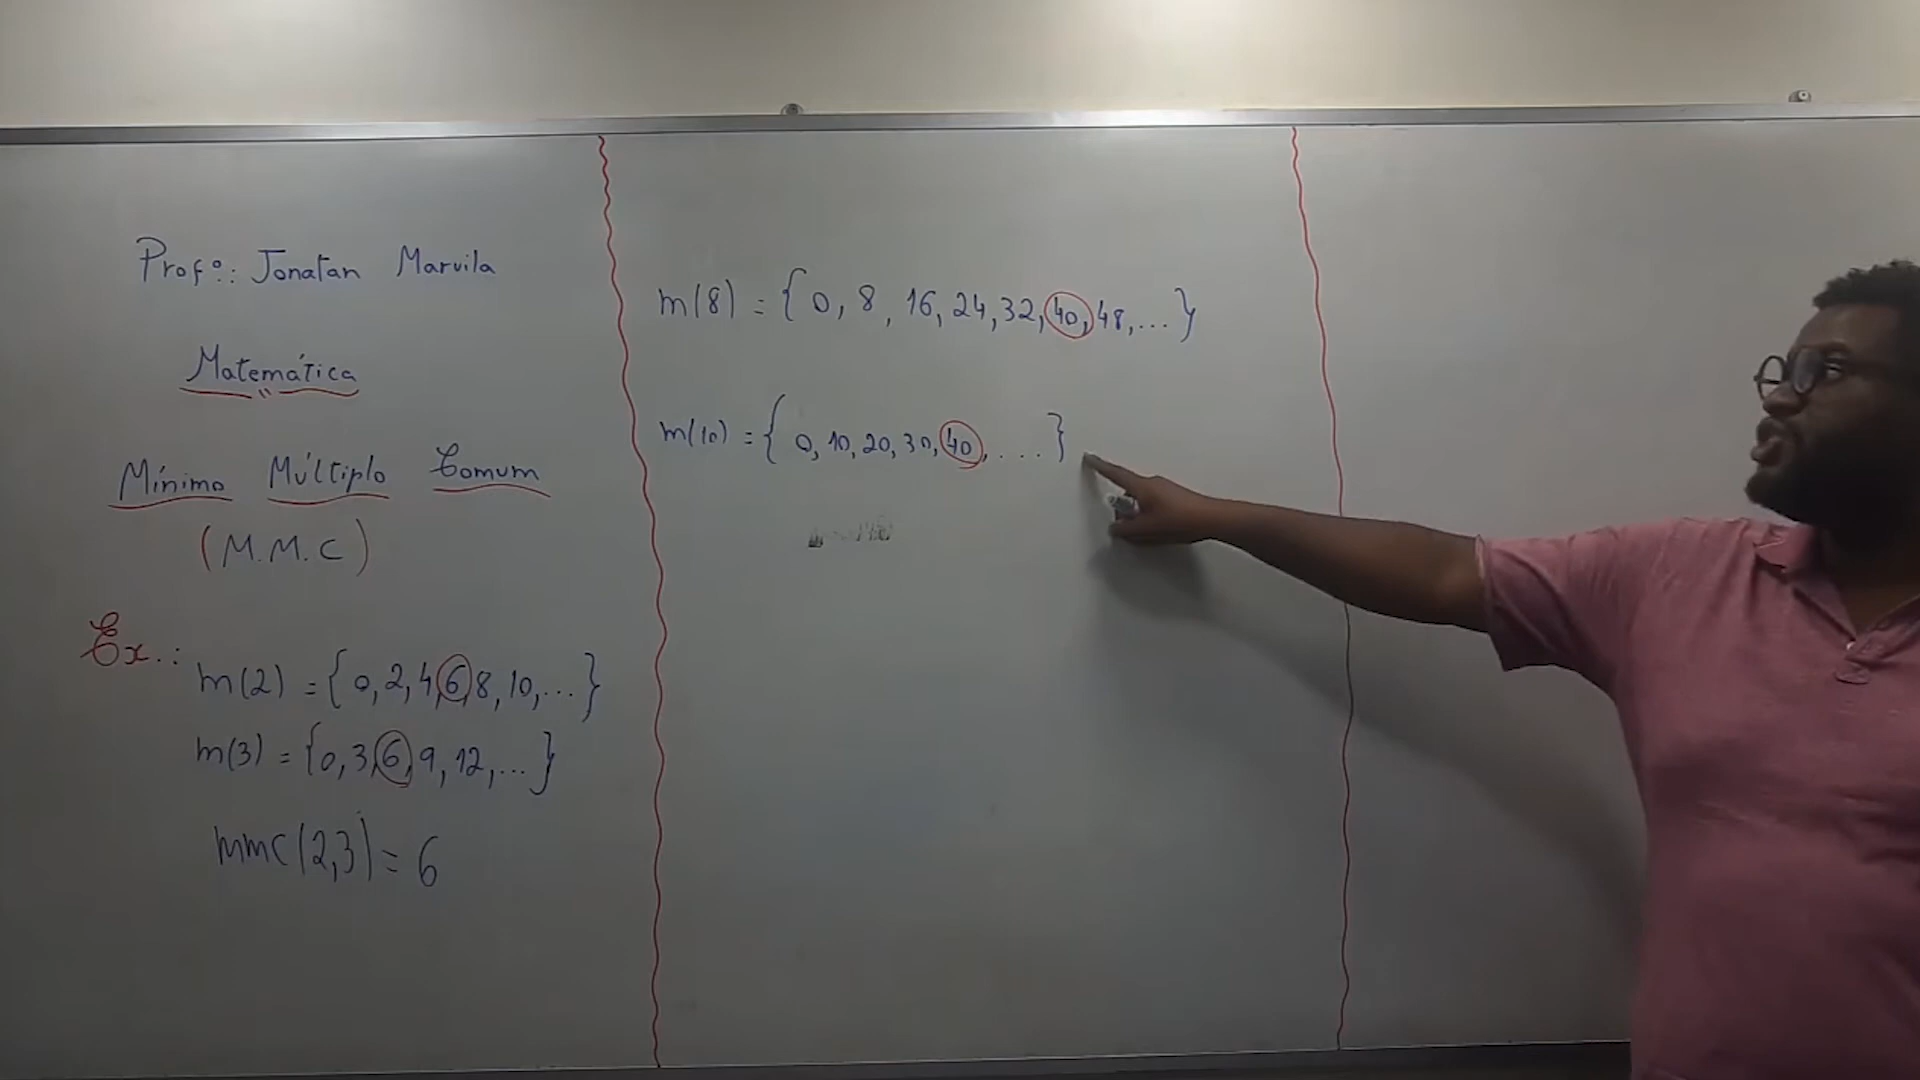 Profº.: Jonatan Marvila
Matemática
Mínimo Múltiplo Comum
(M.M.C)
Ex.:
m(2) = {0, 2, 4, 6, 8, 10, ...}
m(3) = {0, 3, 6, 9, 12, ...}
mmc(2,3) = 6
m(8) = {0, 8, 16, 24, 32, 40, 48, ...}
m(10) = {0, 10, 20, 30, 40, ....}